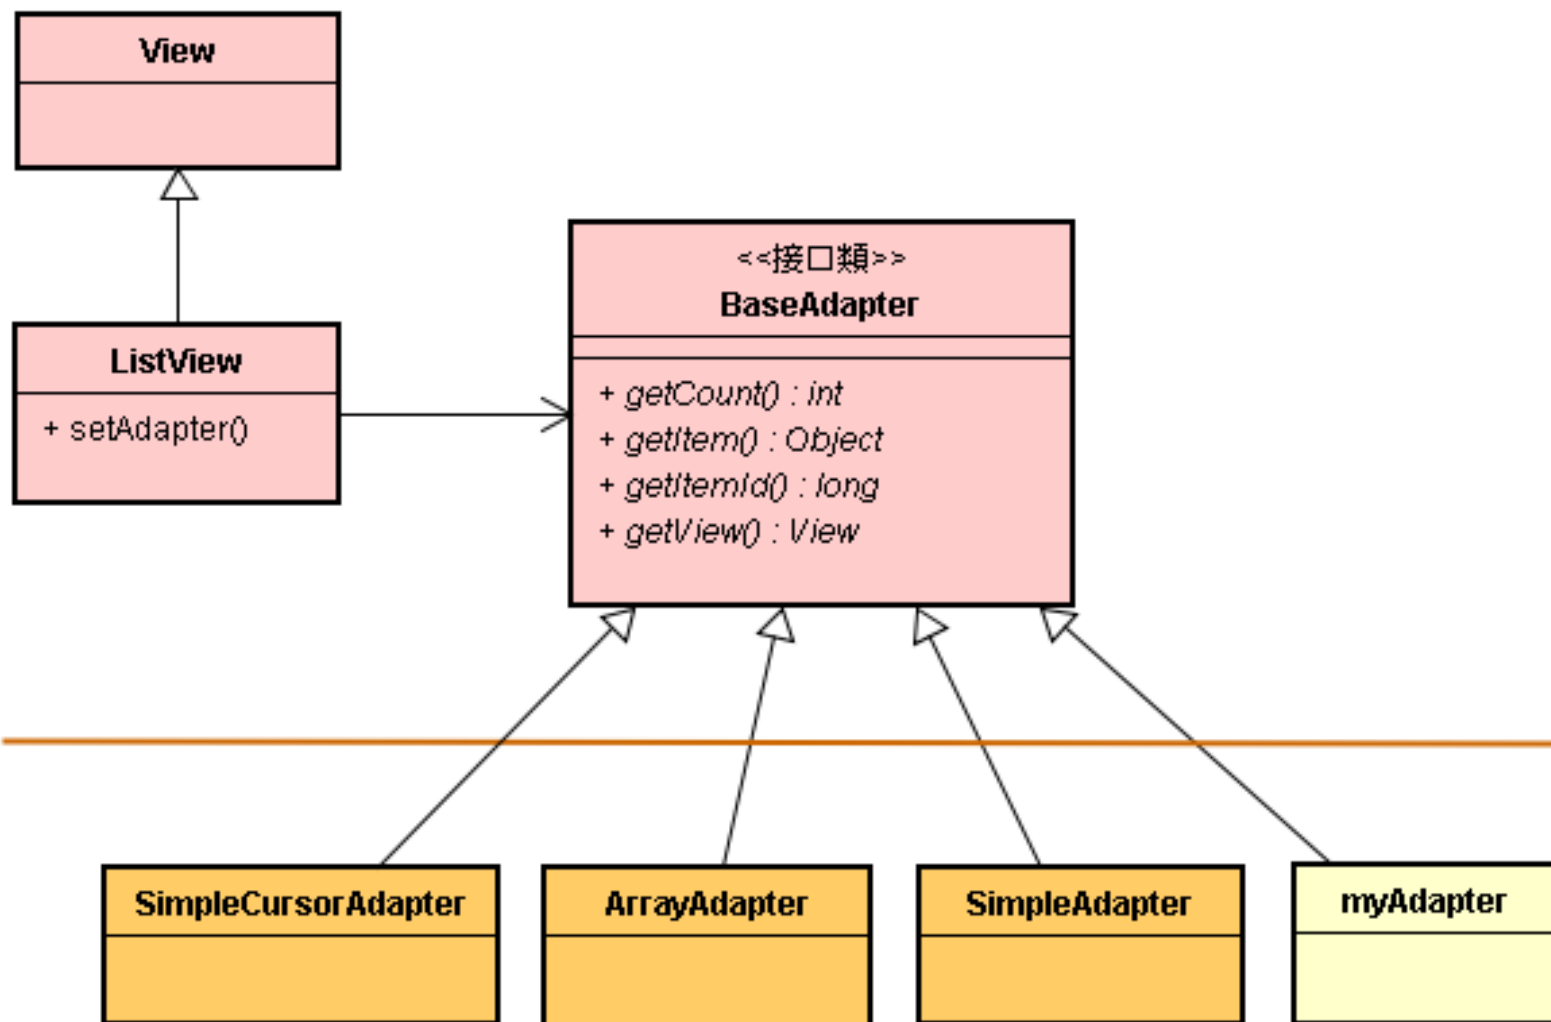 View
<<接口類>>
BaseAdapter
ListView
+ setAdapter()
+ getCount() : int
+ getItem() : Object
+ getItemId() : long
+ getView() : View
SimpleCursorAdapter
ArrayAdapter
SimpleAdapter
myAdapter